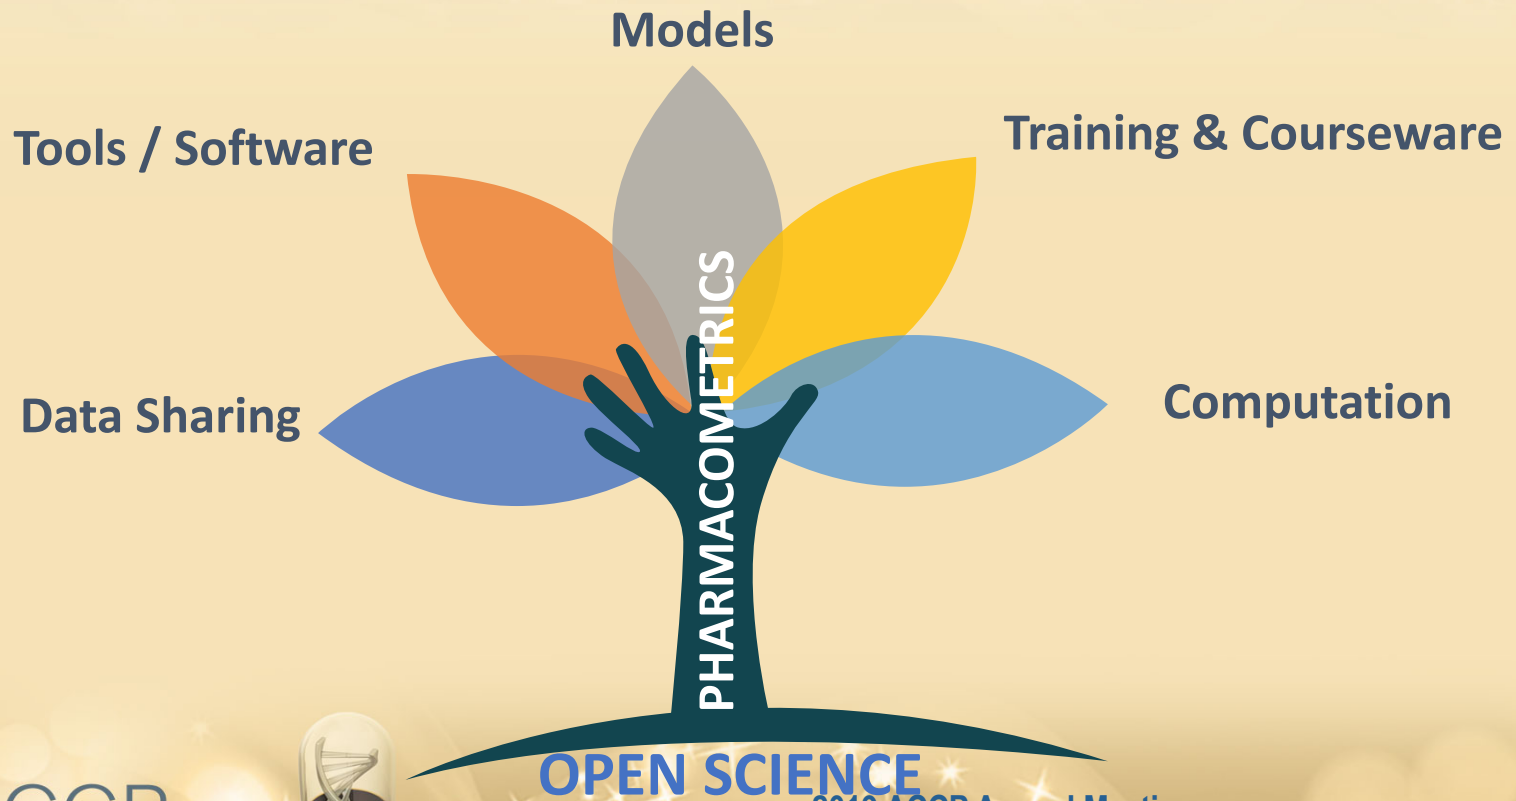 Models
Training & Courseware
Tools / Software
Computation
Data Sharing
PHARMACOMETRICS
OPEN SCIENCE